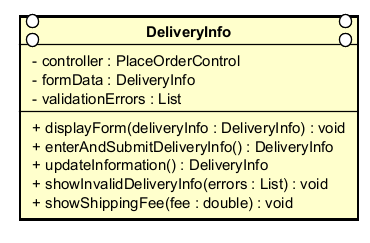 DeliveryInfo
- controller : PlaceOrderControl
- formData : DeliveryInfo
- validationErrors : List
+ displayForm(deliveryInfo : DeliveryInfo) : void
+ enterAndSubmitDeliveryInfo() : DeliveryInfo
+ updateInformation() : DeliveryInfo
+ showInvalidDeliveryInfo(errors : List) : void
+ showShippingFee(fee : double) : void